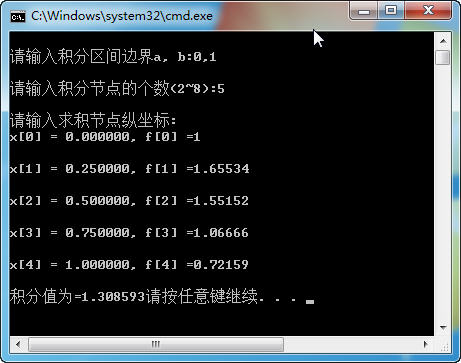 C:\Windows\system32\cmd.exe
请输入积分区间边界a, b:0,1
请输入积分节点的个数(2~8):5
请输入求积节点纵坐标:
x[0] = 0.000000, f[0] =1
x[1] = 0.250000, f[1] =1.65534
x[2] = 0.500000, f[2] =1.55152
x[3] = 0.750000, f[3] =1.06666
x[4] = 1.000000, f[4] =0.72159
积分值为=1.308593请按任意键继续. . .